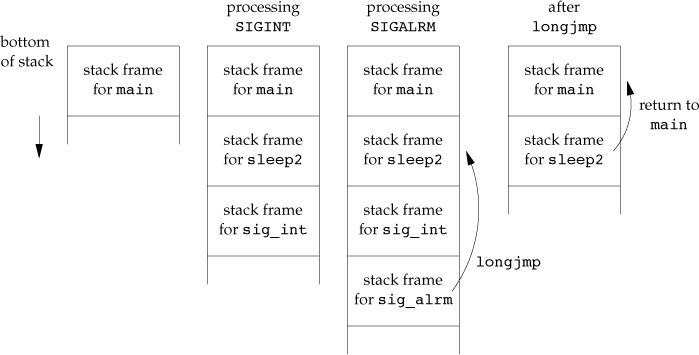 bottom
of stack
stack frame
for main
processing
SIGINT
stack frame
for main
stack frame
for sleep2
stack frame
for sig_int
processing
SIGALRM
stack frame
for main
stack frame
for sleep2
stack frame
for sig_int
stack frame
for sig_alrm
longjmp
after
longjmp
stack frame
for main
stack frame
for sleep2
return to
main